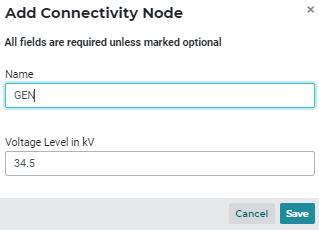 Add Connectivity Node ×
All fields are required unless marked optional
Name
GEN
Voltage Level in kV
34.5
Cancel Save